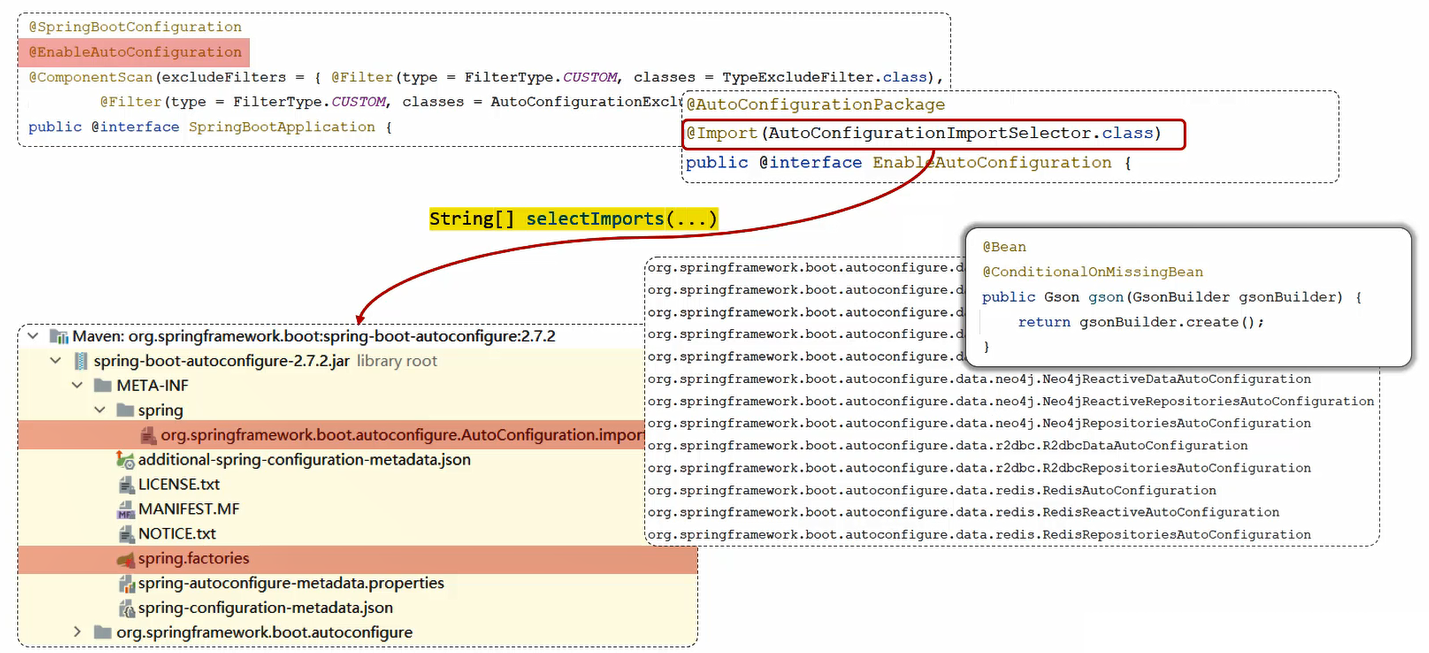 @SpringBootConfiguration
@EnableAutoConfiguration
@ComponentScan(excludeFilters = { @Filter(type = FilterType.CUSTOM, classes = TypeExcludeFilter.class),
@Filter(type = FilterType.CUSTOM, classes = AutoConfigurationExclu
public @interface SpringBootApplication {
@AutoConfigurationPackage
@Import(AutoConfigurationImportSelector.class)
public @interface EnableAutoConfiguration {
String[] selectImports(...)
@Bean
@ConditionalOnMissingBean
public Gson gson(GsonBuilder gsonBuilder) {
return gsonBuilder.create();
}
org.springframework.boot.autoconfigure.da
org.springframework.boot.autoconfigure.d
org.springframework.boot.autoconfigure.d
org.springframework.boot.autoconfigure.d
org.springframework.boot.autoconfigure.d
org.springframework.boot.autoconfigure.data.neo4j.Neo4jReactiveDataAutoConfiguration
org.springframework.boot.autoconfigure.data.neo4j.Neo4jReactiveRepositoriesAutoConfiguration
org.springframework.boot.autoconfigure.data.neo4j.Neo4jRepositoriesAutoConfiguration
org.springframework.boot.autoconfigure.data.r2dbc.R2dbcDataAutoConfiguration
org.springframework.boot.autoconfigure.data.r2dbc.R2dbcRepositoriesAutoConfiguration
org.springframework.boot.autoconfigure.data.redis.RedisAutoConfiguration
org.springframework.boot.autoconfigure.data.redis.RedisReactiveAutoConfiguration
org.springframework.boot.autoconfigure.data.redis.RedisRepositoriesAutoConfiguration
Maven: org.springframework.boot:spring-boot-autoconfigure:2.7.2
spring-boot-autoconfigure-2.7.2.jar library root
META-INF
spring
org.springframework.boot.autoconfigure.AutoConfiguration.import
additional-spring-configuration-metadata.json
LICENSE.txt
MANIFEST.MF
NOTICE.txt
spring.factories
spring-autoconfigure-metadata.properties
spring-configuration-metadata.json
org.springframework.boot.autoconfigure